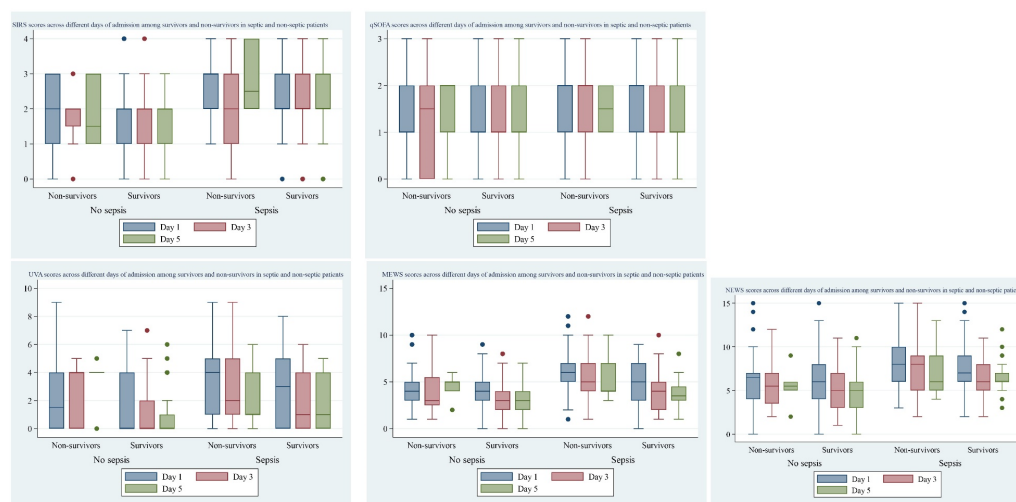 SIRS scores across different days of admission among survivors and non-survivors in septic and non-septic patients
4
3
2
1
0
Non-survivors Survivors Non-survivors Survivors
No sepsis Sepsis
Day 1 Day 3
Day 5
qSOFA scores across different days of admission among survivors and non-survivors in septic and non-septic patients
3
2
1
0
Non-survivors Survivors Non-survivors Survivors
No sepsis Sepsis
Day 1 Day 3
Day 5
UVA scores across different days of admission among survivors and non-survivors in septic and non-septic patients
10
8
6
4
2
0
Non-survivors Survivors Non-survivors Survivors
No sepsis Sepsis
Day 1 Day 3
Day 5
MEWS scores across different days of admission among survivors and non-survivors in septic and non-septic patients
15
10
5
0
Non-survivors Survivors Non-survivors Survivors
No sepsis Sepsis
Day 1 Day 3
Day 5
NEWS scores across different days of admission among survivors and non-survivors in septic and non-septic patie
15
10
5
0
Non-survivors Survivors Non-survivors Survivors
No sepsis Sepsis
Day 1 Day 3
Day 5